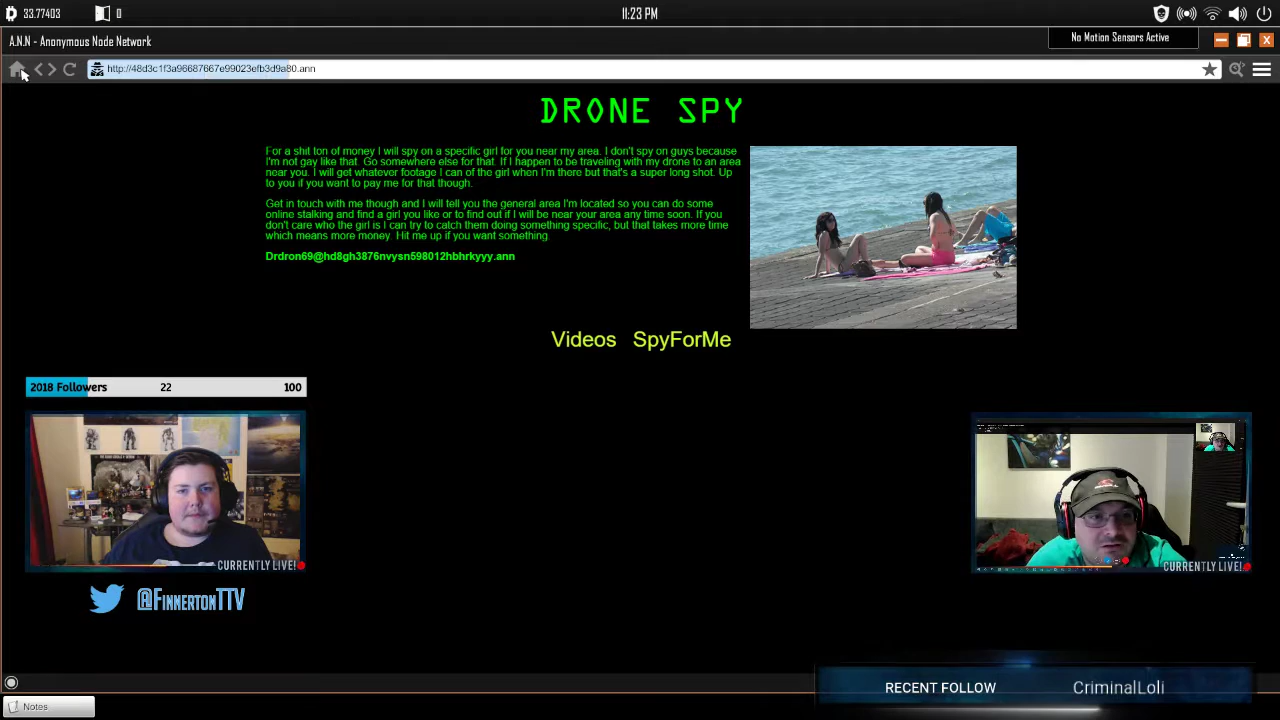 33.77403
0
11:23 PM
A.N.N - Anonymous Node Network
No Motion Sensors Active
http://48d3c1f3a96687667e99023efb3d9a80.ann
DRONE SPY
For a shit ton of money I will spy on a specific girl for you near my area. I don't spy on guys because
I'm not gay like that. Go somewhere else for that. If I happen to be traveling with my drone to an area
near you. I will get whatever footage I can of the girl when I'm there but that's a super long shot. Up
to you if you want to pay me for that though.
Get in touch with me though and I will tell you the general area I'm located so you can do some
online stalking and find a girl you like or to find out if I will be near your area any time soon. If you
don't care who the girl is I can try to catch them doing something specific, but that takes more time
which means more money. Hit me up if you want something.
Drdron69@hd8gh3876nvysn598012hbhrkyyy.ann
Videos SpyForMe
2018 Followers 22 100
CURRENTLY LIVE!
CURRENTLY LIVE!
@FinnertonTTV
RECENT FOLLOW CriminalLoli
Notes